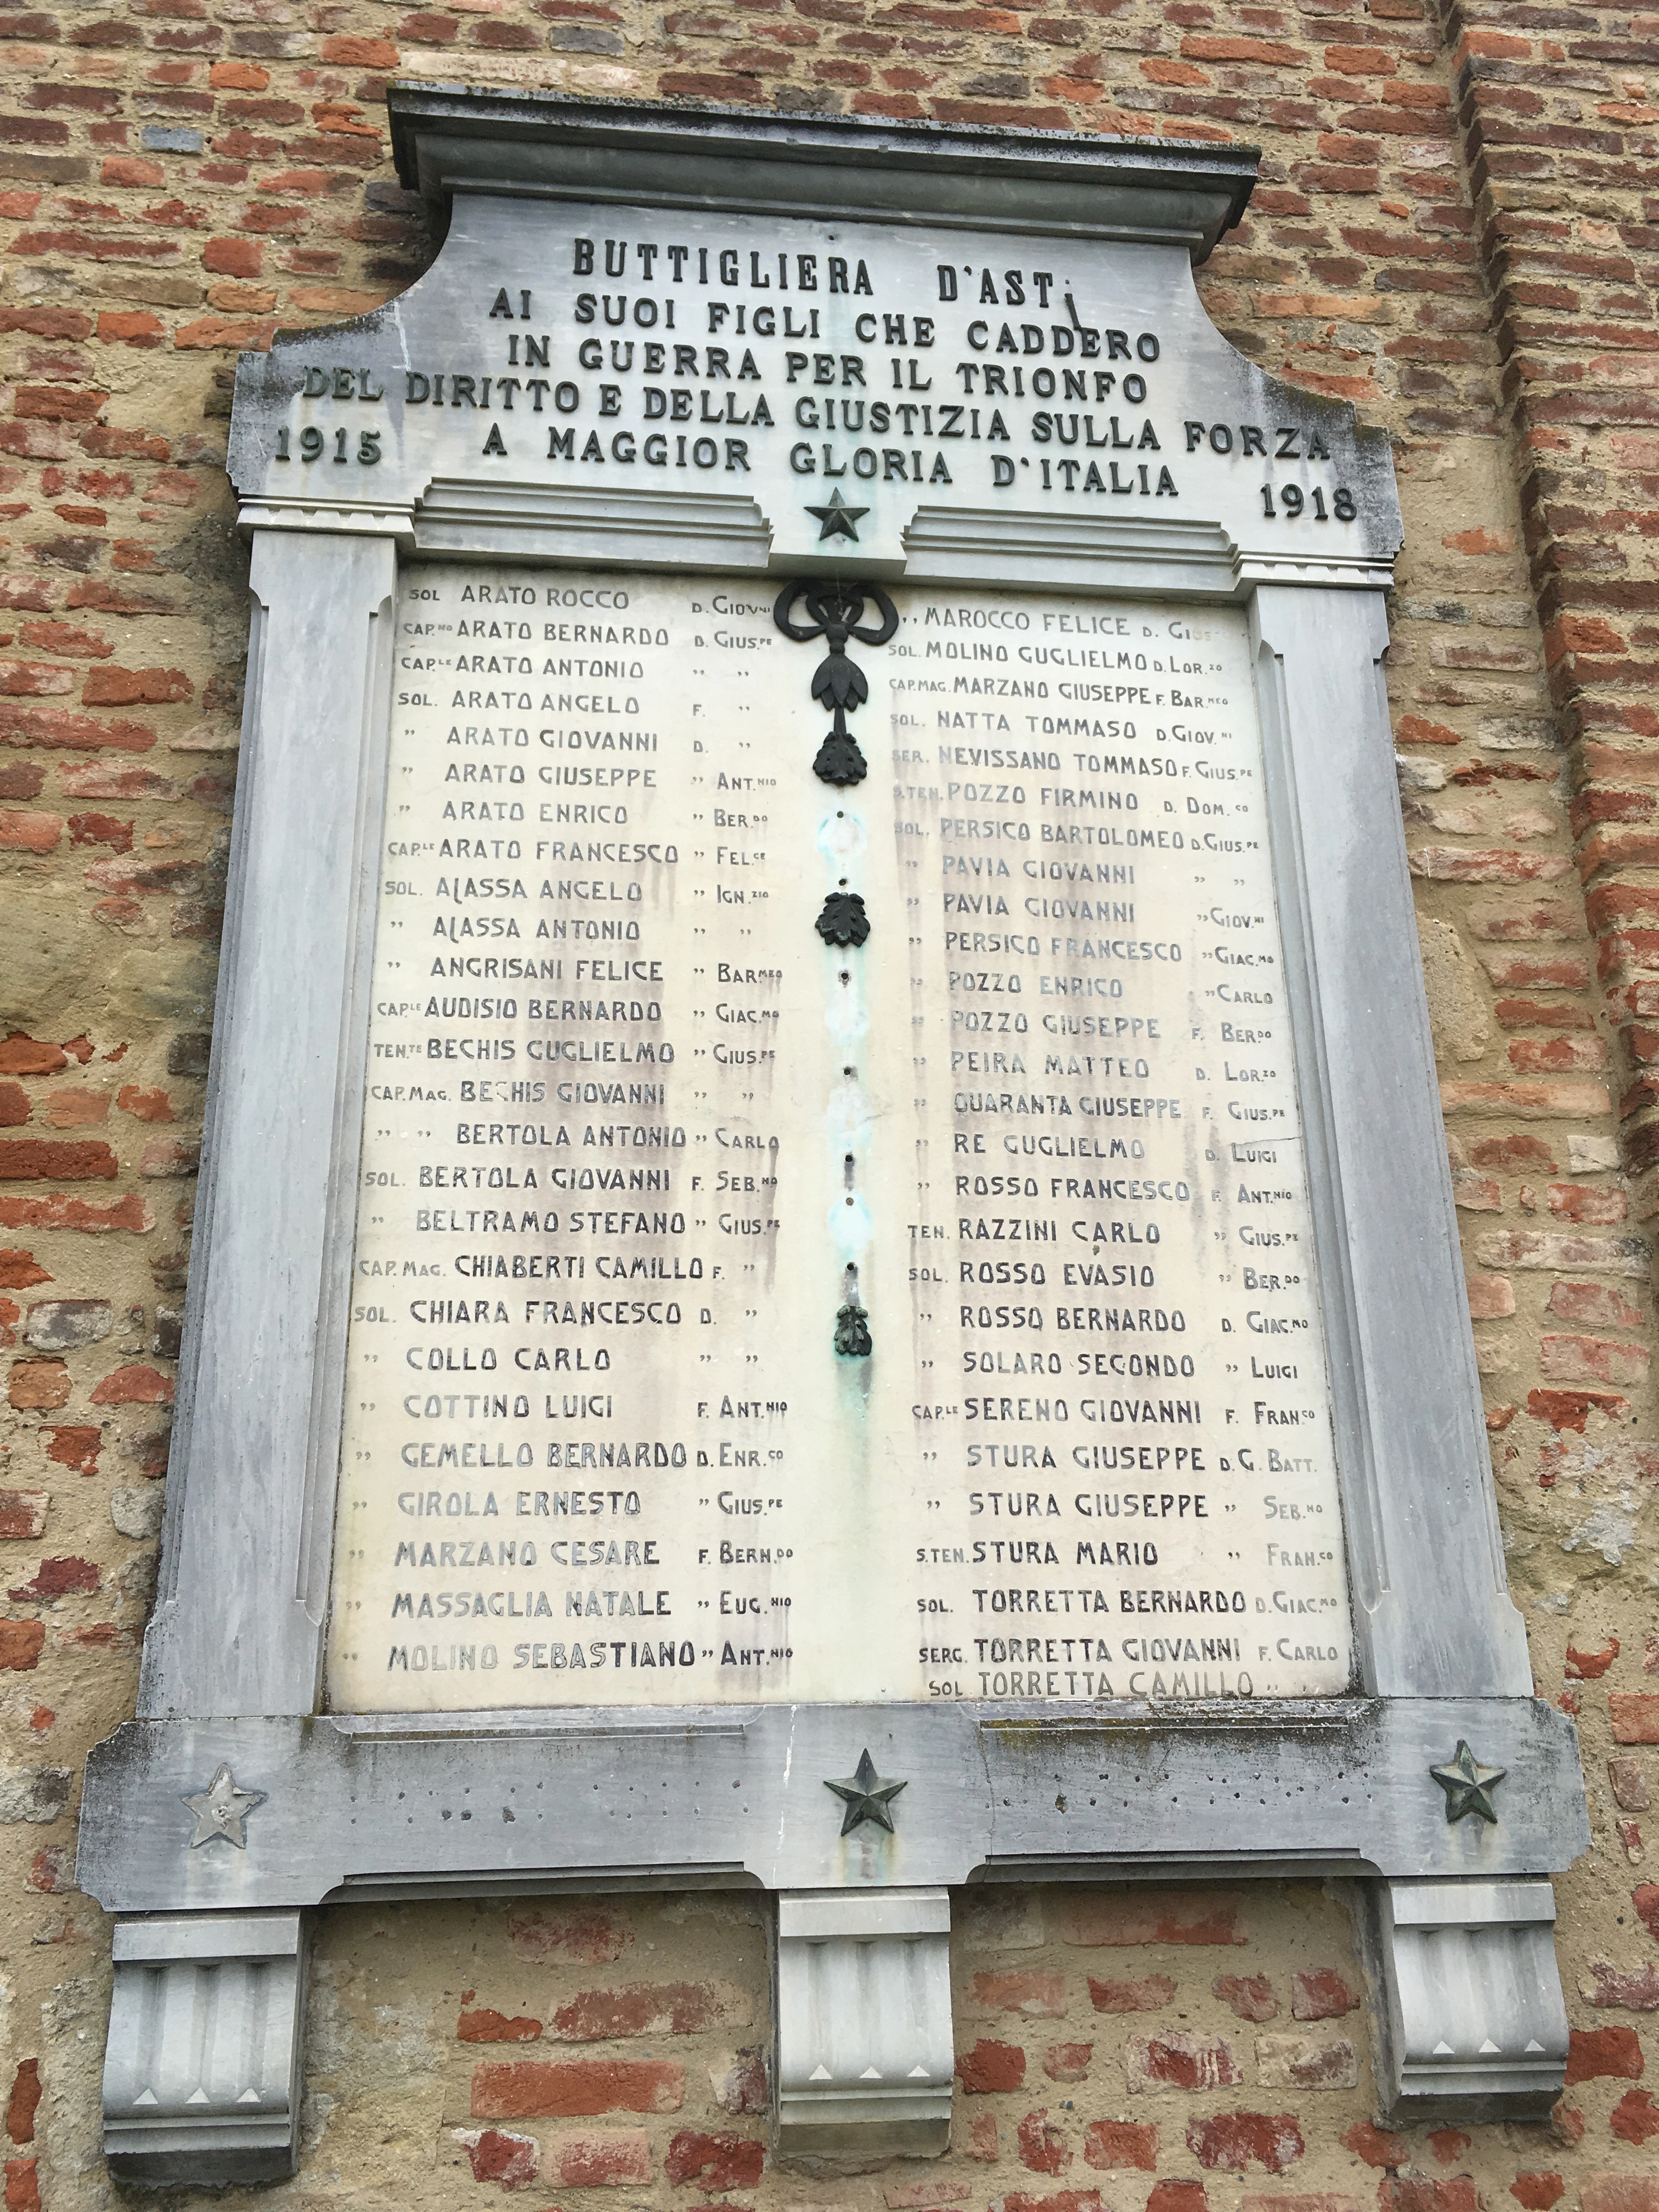 BUTTIGLIERA D'ASTI
AI SUOI FIGLI CHE CADDERO
IN GUERRA PER IL TRIONFO
DEL DIRITTO E DELLA GIUSTIZIA SULLA FORZA
1915 A MAGGIOR GLORIA D'ITALIA 1918
SOL ARATO ROCCO D. GIOV.NI
CAP.NO ARATO BERNARDO D. GIUS.PE
CAP.LE ARATO ANTONIO " "
SOL. ARATO ANGELO F. "
" ARATO GIOVANNI D. "
" ARATO GIUSEPPE " ANT.NIO
" ARATO ENRICO " BER.DO
CAP.LE ARATO FRANCESCO " FEL.CE
SOL. AJASSA ANGELO " IGN.ZIO
" AJASSA ANTONIO " "
" ANGRISANI FELICE " BAR.MEO
CAP.LE AUDISIO BERNARDO " GIAC.MO
TEN.TE BECHIS GUGLIELMO " GIUS.PE
CAP.MAG. BECHIS GIOVANNI " "
" " BERTOLA ANTONIO " CARLO
SOL. BERTOLA GIOVANNI F. SEB.NO
" BELTRAMO STEFANO " GIUS.PE
CAP.MAG. CHIABERTI CAMILLO F. "
SOL. CHIARA FRANCESCO D. "
" COLLO CARLO " "
" COTTINO LUIGI F. ANT.NIO
" GEMELLO BERNARDO D. ENR.CO
" GIROLA ERNESTO " GIUS.PE
" MARZANO CESARE F. BERN.DO
" MASSAGLIA NATALE " EUG.NIO
" MOLINO SEBASTIANO " ANT.NIO
" MAROCCO FELICE D.
SOL. MOLINO GUGLIELMO D. LOR.ZO
CAP.MAG. MARZANO GIUSEPPE F. BAR.MEO
SOL. NATTA TOMMASO D. GIOV.NI
SER. NEVISSANO TOMMASO F. GIUS.PE
S.TEN. POZZO FIRMINO D. DOM.CO
SOL. PERSICO BARTOLOMEO D. GIUS.PE
" PAVIA GIOVANNI " "
" PAVIA GIOVANNI " GIOV.NI
" PERSICO FRANCESCO " GIAC.MO
" POZZO ENRICO " CARLO
" POZZO GIUSEPPE F. BER.DO
" PEIRA MATTEO D. LOR.ZO
" QUARANTA GIUSEPPE F. GIUS.PE
" RE GUGLIELMO D. LUIGI
" ROSSO FRANCESCO F. ANT.NIO
TEN. RAZZINI CARLO " GIUS.PE
SOL. ROSSO EVASIO " BER.DO
" ROSSO BERNARDO D. GIAC.MO
" SOLARO SECONDO " LUIGI
CAP.LE SERENO GIOVANNI F. FRAN.CO
" STURA GIUSEPPE D. G. BATT.
" STURA GIUSEPPE " SEB.NO
S.TEN. STURA MARIO " FRAN.CO
SOL. TORRETTA BERNARDO D. GIAC.MO
SERG. TORRETTA GIOVANNI F. CARLO
SOL TORRETTA CAMILLO " "